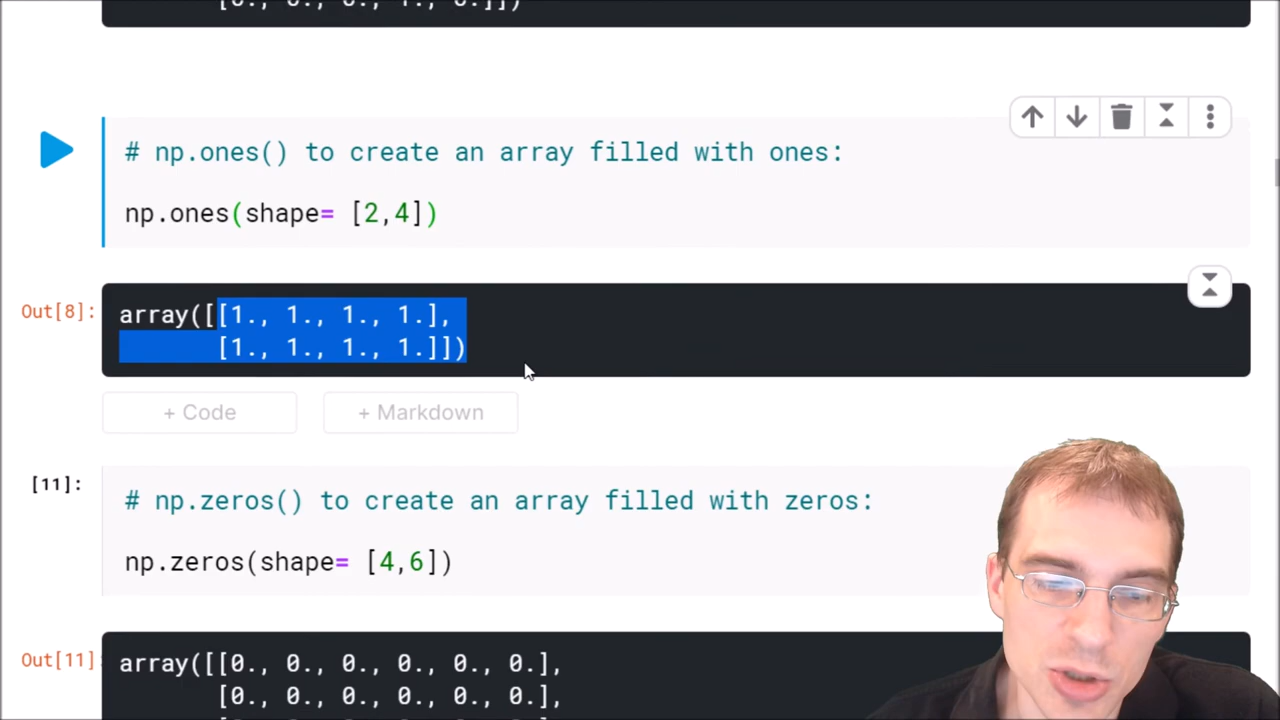 # np.ones() to create an array filled with ones:
np.ones(shape= [2,4])
Out[8]:
array([[1., 1., 1., 1.],
[1., 1., 1., 1.]])
+ Code
+ Markdown
[11]:
# np.zeros() to create an array filled with zeros:
np.zeros(shape= [4,6])
Out[11]:
array([[0., 0., 0., 0., 0., 0.],
[0., 0., 0., 0., 0., 0.],